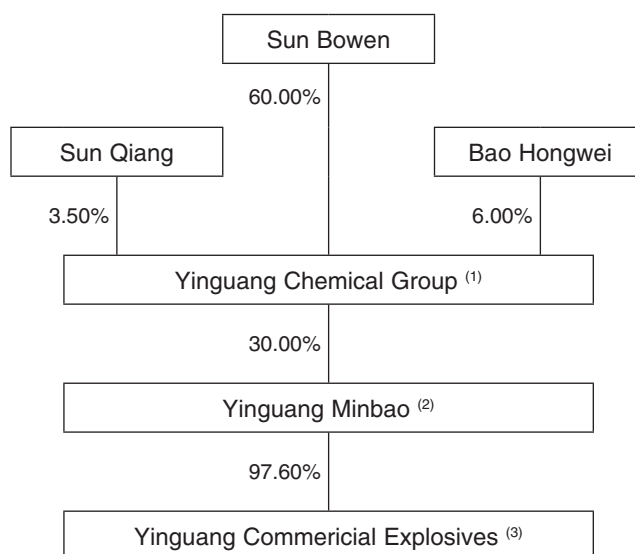 Sun Bowen
60.00%
Sun Qiang
Bao Hongwei
3.50%
6.00%
Yinguang Chemical Group (1)
30.00%
Yinguang Minbao (2)
97.60%
Yinguang Commericial Explosives (3)